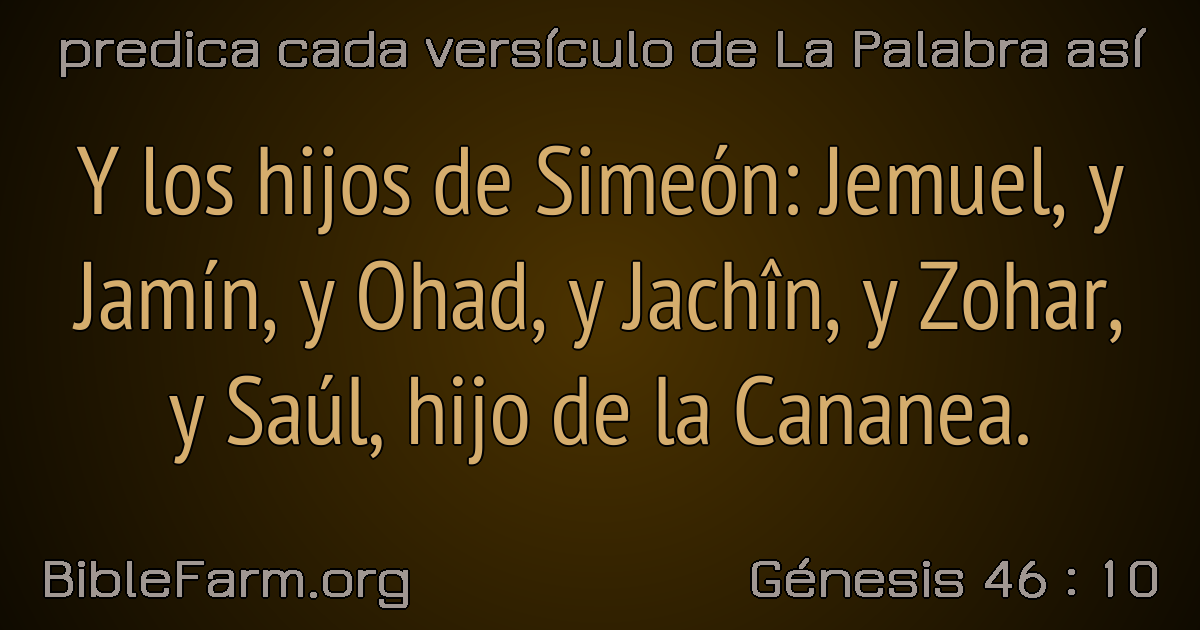 predica cada versículo de La Palabra así
Y los hijos de Simeón: Jemuel, y
Jamín, y Ohad, y Jachîn, y Zohar,
y Saúl, hijo de la Cananea.
BibleFarm.org
Génesis 46 : 10